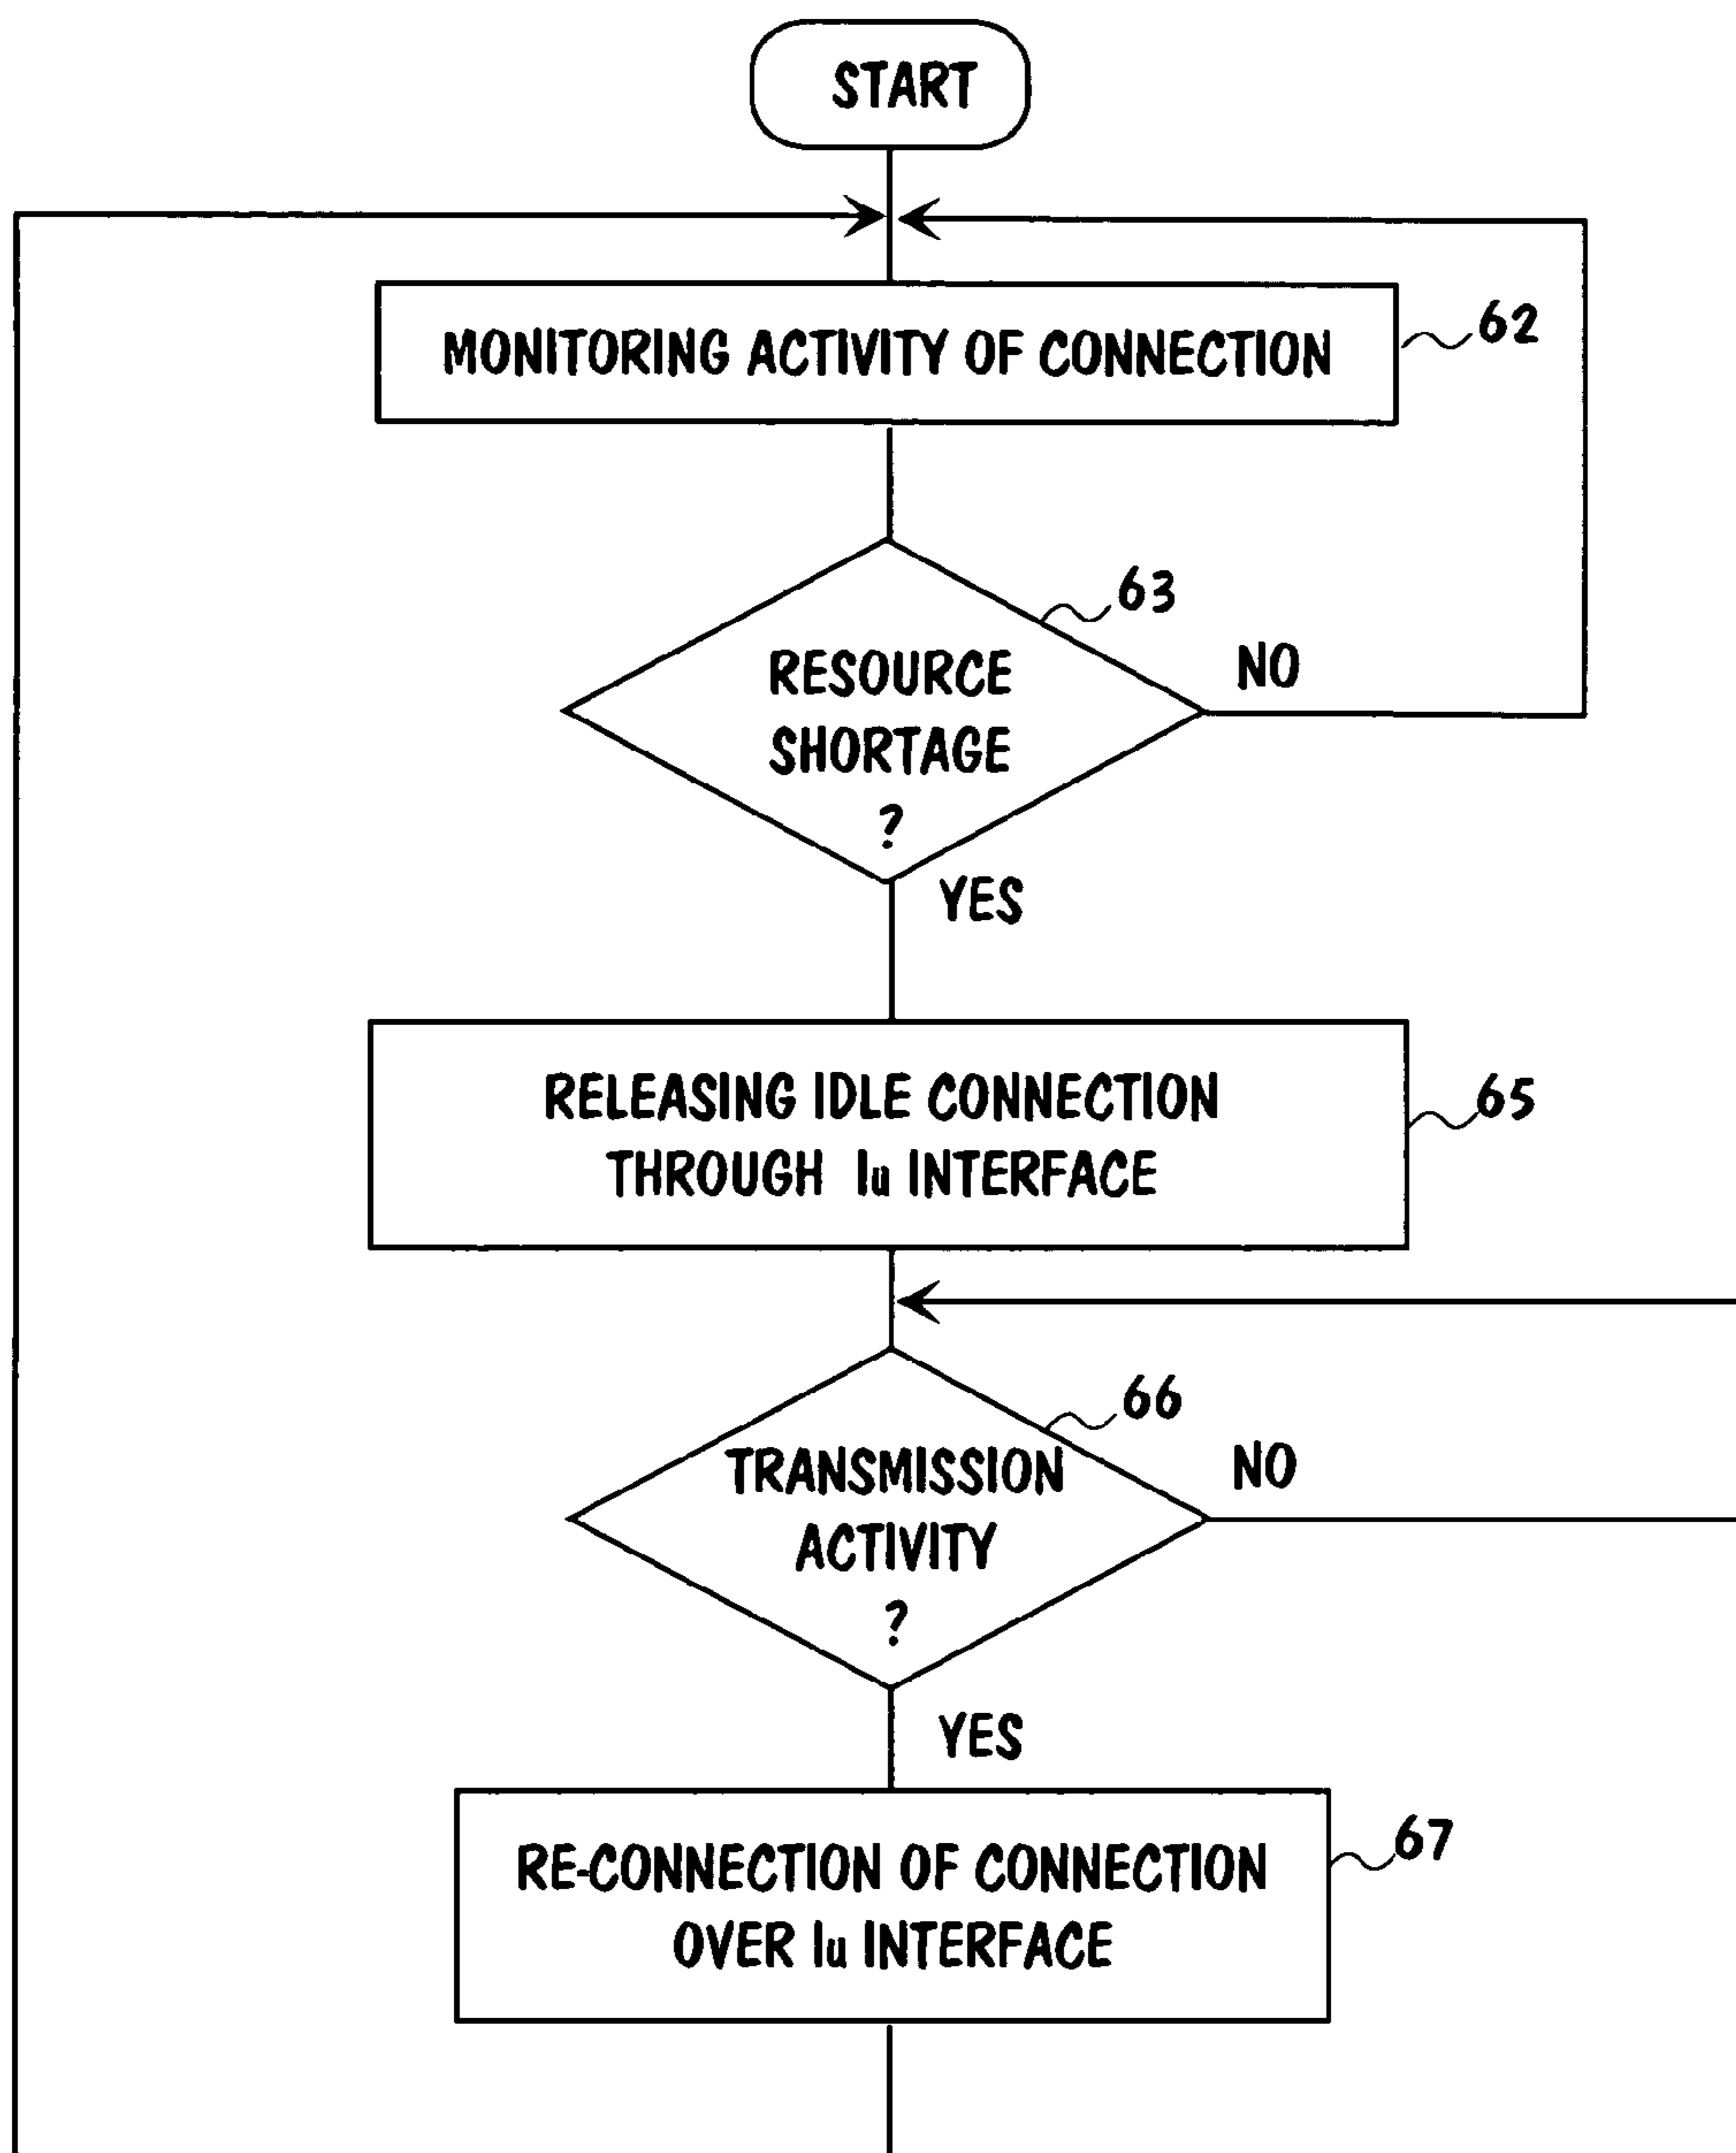 START
MONITORING ACTIVITY OF CONNECTION
62
63
RESOURCE
SHORTAGE
?
NO
YES
RELEASING IDLE CONNECTION
THROUGH Iu INTERFACE
65
66
TRANSMISSION
ACTIVITY
?
NO
YES
RE-CONNECTION OF CONNECTION
OVER Iu INTERFACE
67